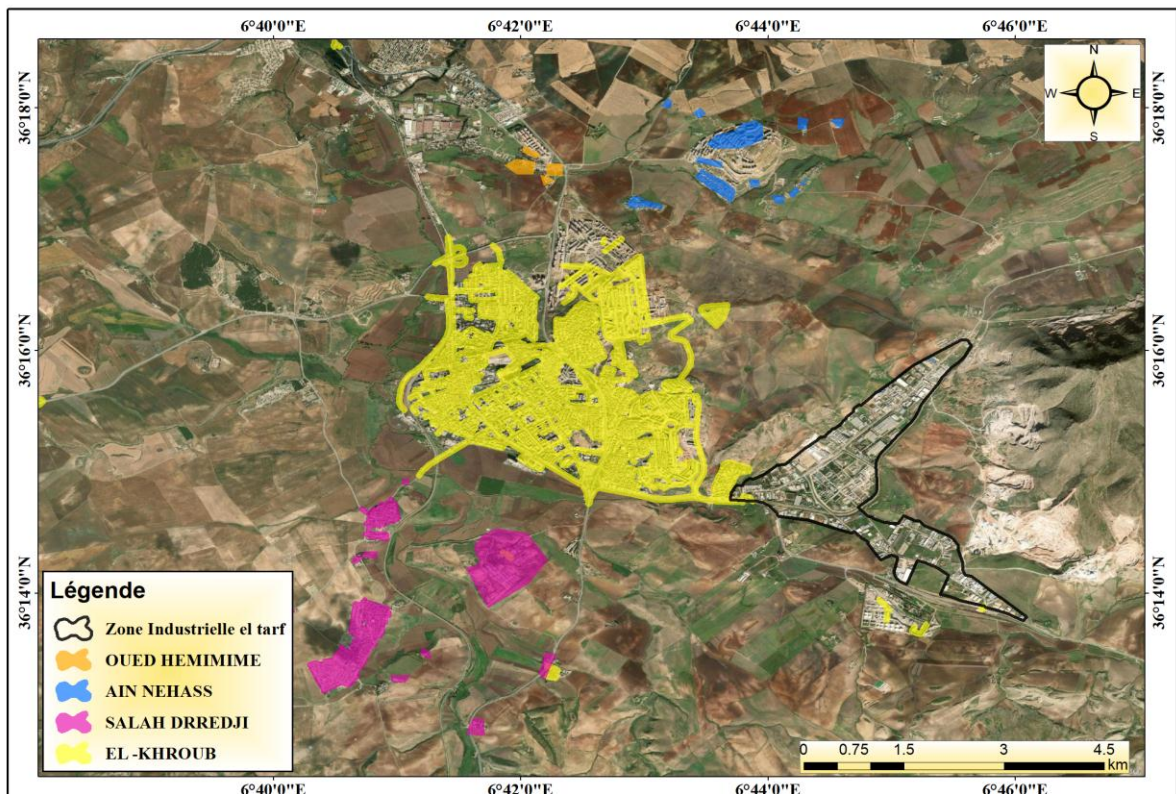 6°40'0"E 6°42'0"E 6°44'0"E 6°46'0"E
36°18'0"N 36°18'0"N
N
W E
S
36°16'0"N 36°16'0"N
36°14'0"N 36°14'0"N
Légende
Zone Industrielle el tarf
OUED HEMIMIME
AIN NEHASS
SALAH DRREDJI
EL -KHROUB
0 0.75 1.5 3 4.5
km
6°40'0"E 6°42'0"E 6°44'0"E 6°46'0"E